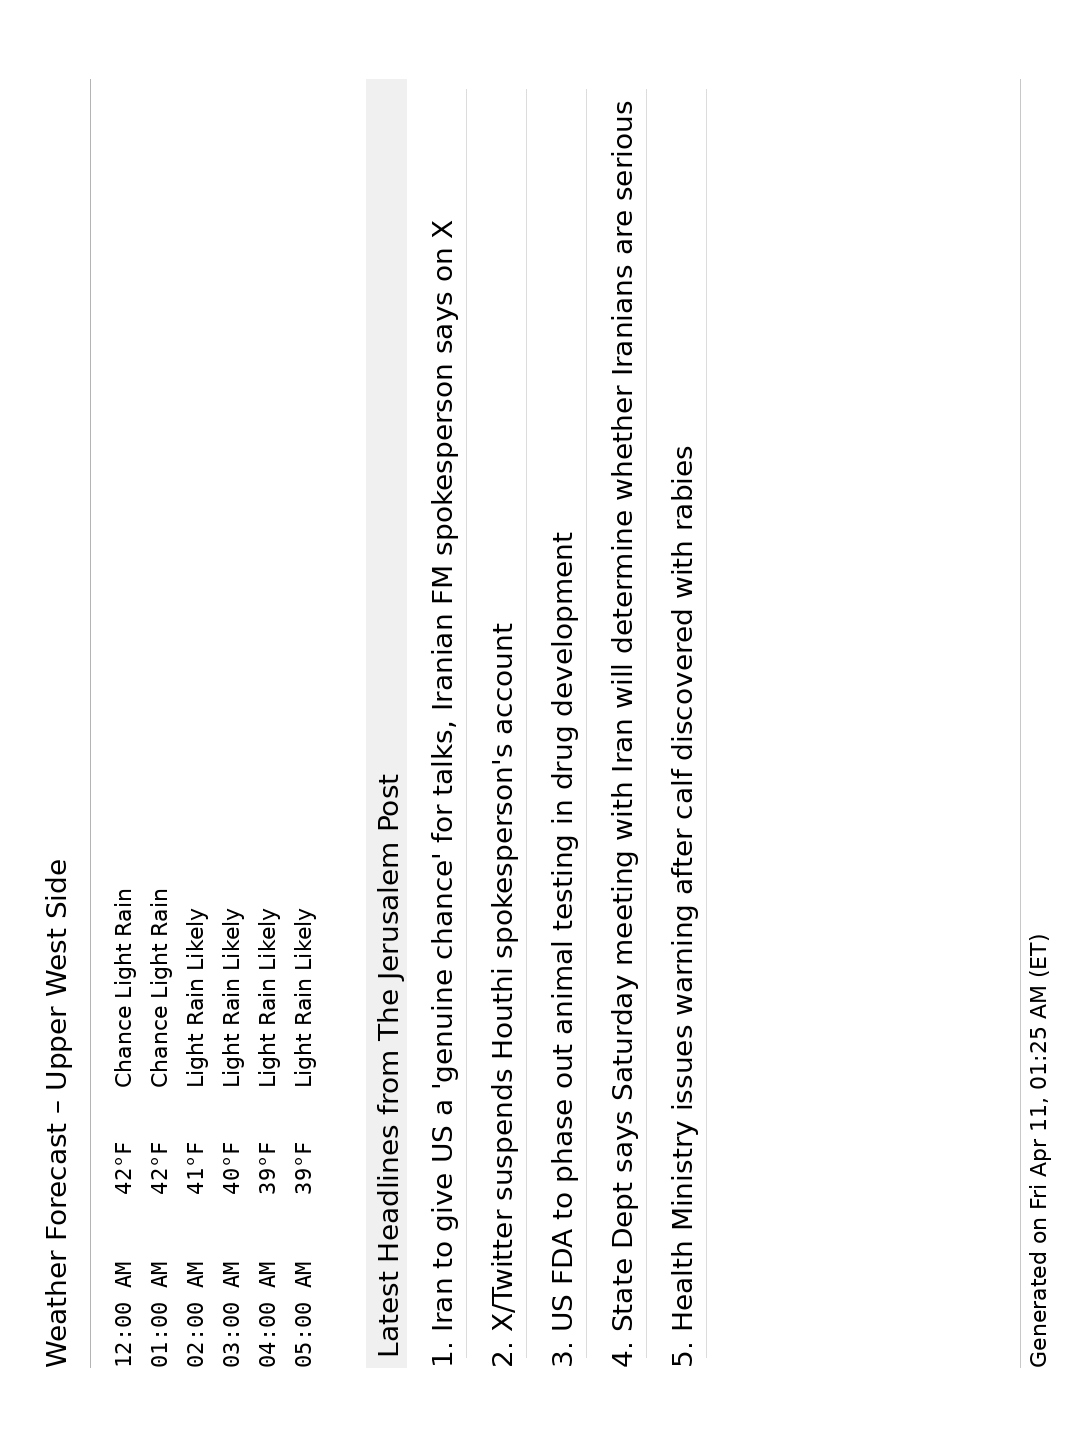 Weather Forecast – Upper West Side
12:00 AM 42°F Chance Light Rain
01:00 AM 42°F Chance Light Rain
02:00 AM 41°F Light Rain Likely
03:00 AM 40°F Light Rain Likely
04:00 AM 39°F Light Rain Likely
05:00 AM 39°F Light Rain Likely
Latest Headlines from The Jerusalem Post
1. Iran to give US a 'genuine chance' for talks, Iranian FM spokesperson says on X
2. X/Twitter suspends Houthi spokesperson's account
3. US FDA to phase out animal testing in drug development
4. State Dept says Saturday meeting with Iran will determine whether Iranians are serious
5. Health Ministry issues warning after calf discovered with rabies
Generated on Fri Apr 11, 01:25 AM (ET)